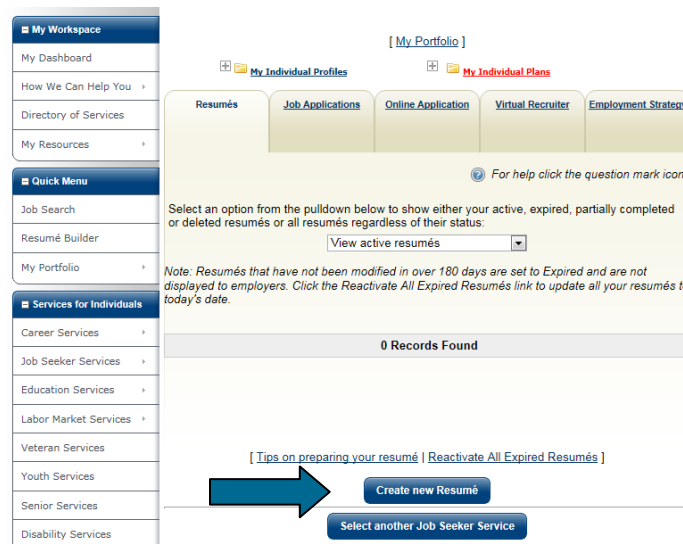 My Workspace
My Dashboard
How We Can Help You
Directory of Services
My Resources
Quick Menu
Job Search
Resumé Builder
My Portfolio
Services for Individuals
Career Services
Job Seeker Services
Education Services
Labor Market Services
Veteran Services
Youth Services
Senior Services
Disability Services
[ My Portfolio ]
My Individual Profiles
My Individual Plans
Resumés
Job Applications
Online Application
Virtual Recruiter
Employment Strategy
For help click the question mark icon
Select an option from the pulldown below to show either your active, expired, partially completed
or deleted resumés or all resumés regardless of their status:
View active resumés
Note: Resumés that have not been modified in over 180 days are set to Expired and are not
displayed to employers. Click the Reactivate All Expired Resumés link to update all your resumés t
today's date.
0 Records Found
[ Tips on preparing your resumé | Reactivate All Expired Resumés ]
Create new Resumé
Select another Job Seeker
Service